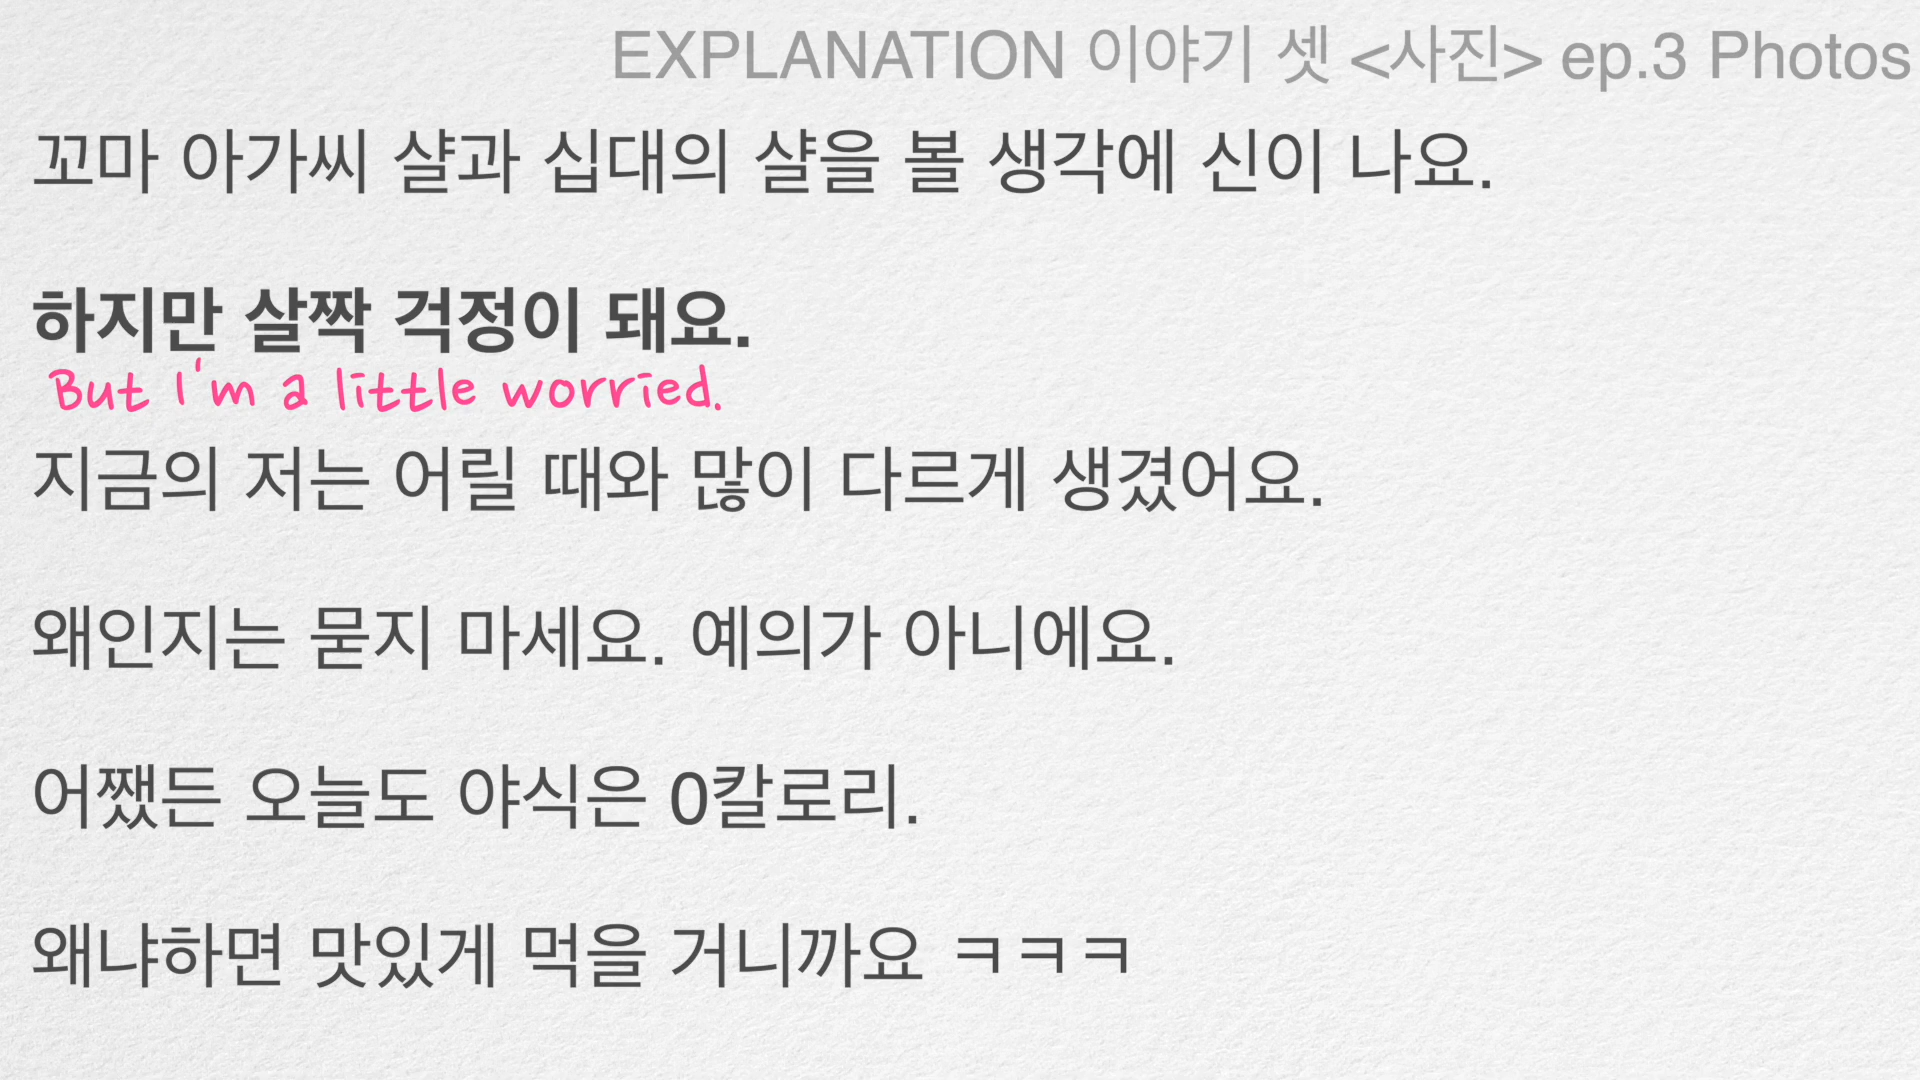 EXPLANATION 이야기 셋 <사진> ep.3 Photos
꼬마 아가씨 샬과 십대의 샬을 볼 생각에 신이 나요.
하지만 살짝 걱정이 돼요.
But I'm a little worried.
지금의 저는 어릴 때와 많이 다르게 생겼어요.
왜인지는 묻지 마세요. 예의가 아니에요.
어쨌든 오늘도 야식은 0칼로리.
왜냐하면 맛있게 먹을 거니까요 ㅋㅋㅋ